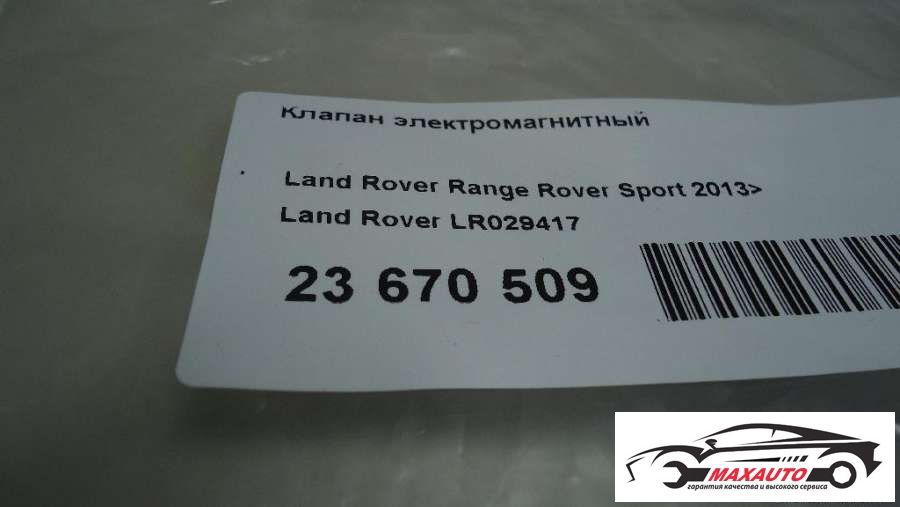 Клапан электромагнитный
Land Rover Range Rover Sport 2013>
Land Rover LR029417
23 670 509
MAXAUTO
гарантия качества и высокого сервиса